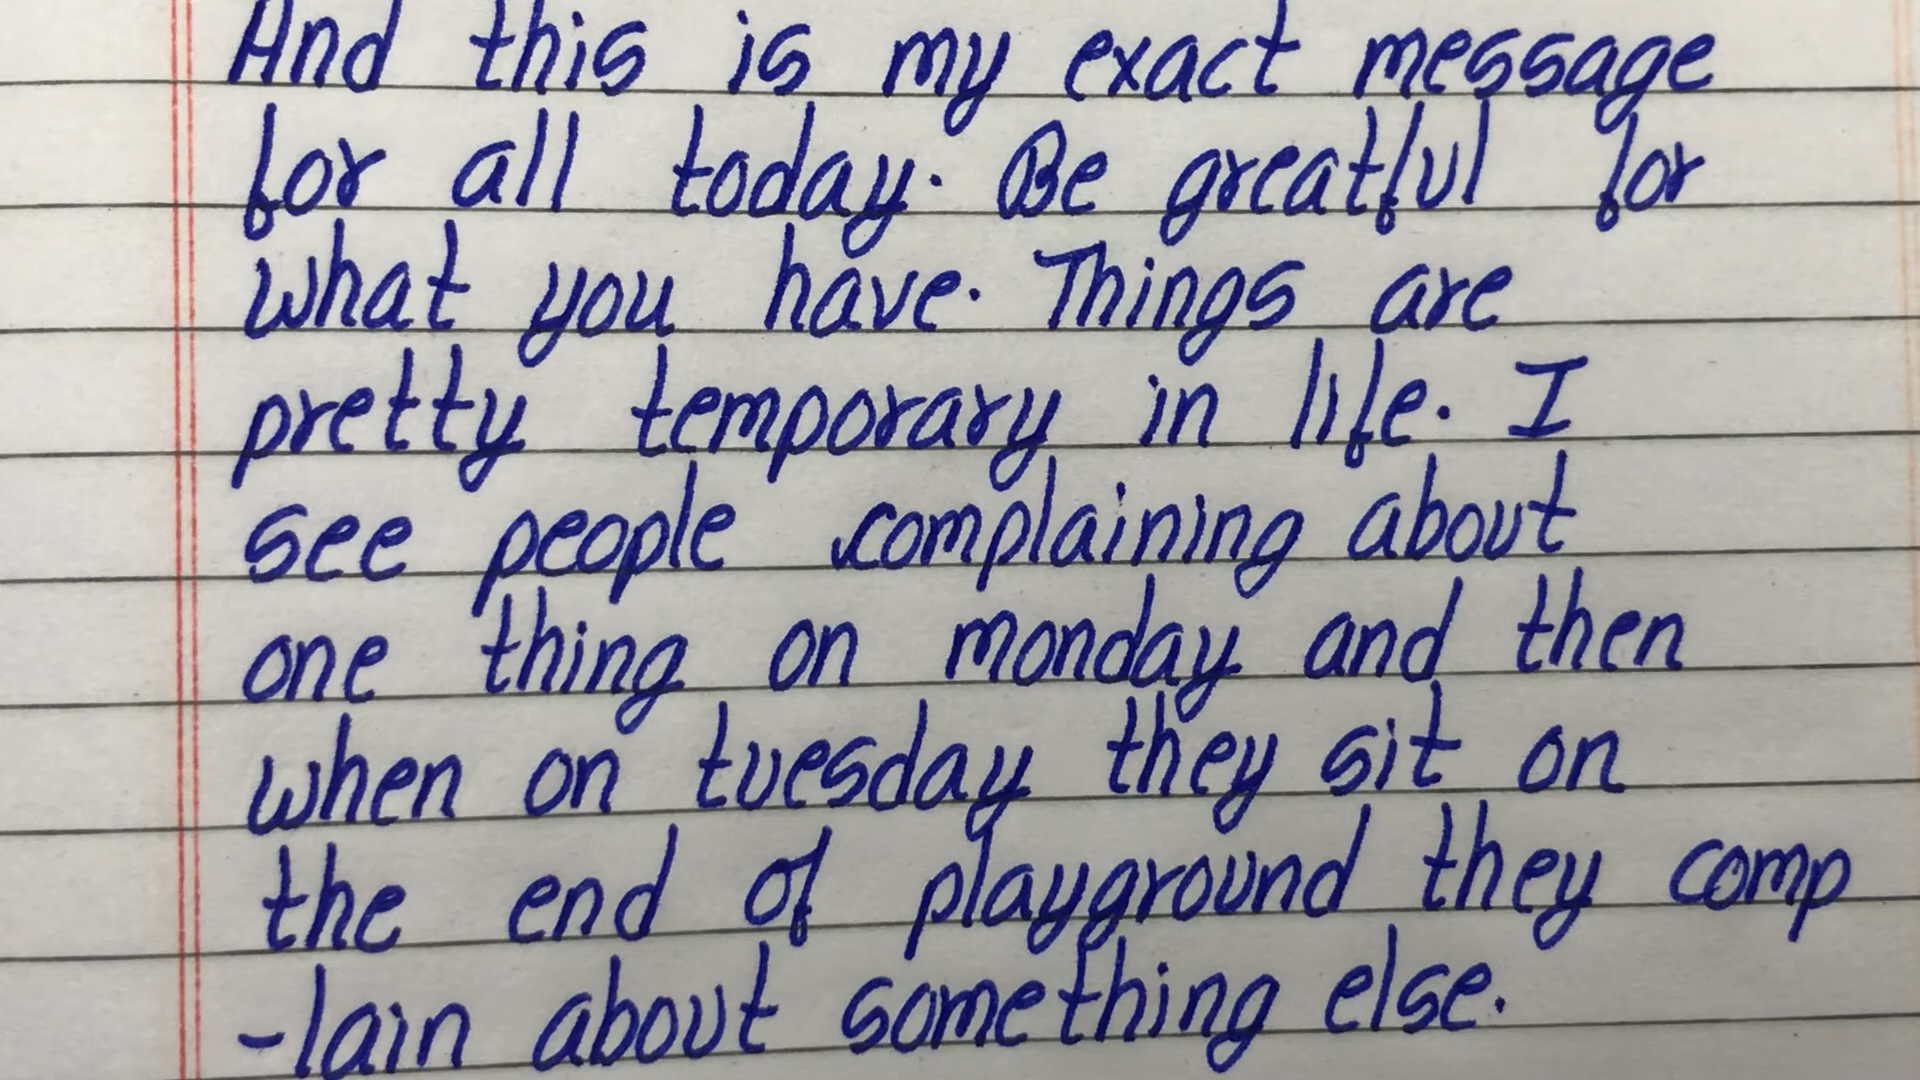 And this is my exact message
for all today. Be greatful for
what you have. Things are
pretty temporary in life. I
see people complaining about
one thing on monday and then
when on tuesday they sit on
the end of playground they comp
-lain about something else.